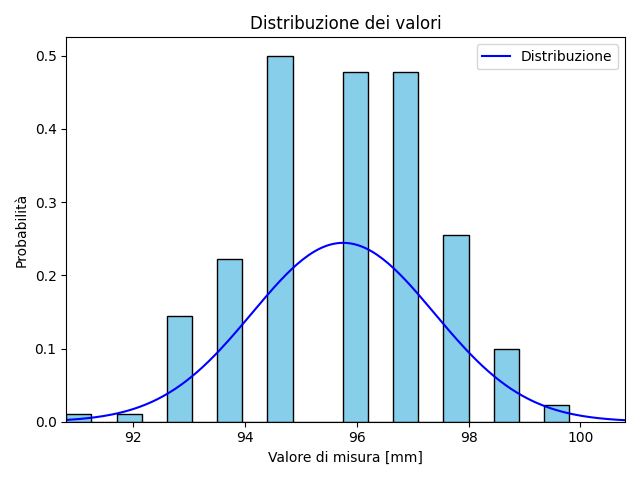 Distribuzione dei valori
Distribuzione
0.5
0.4
0.3
0.2
0.1
0.0
Probabilità
92 94 96 98 100
Valore di misura [mm]